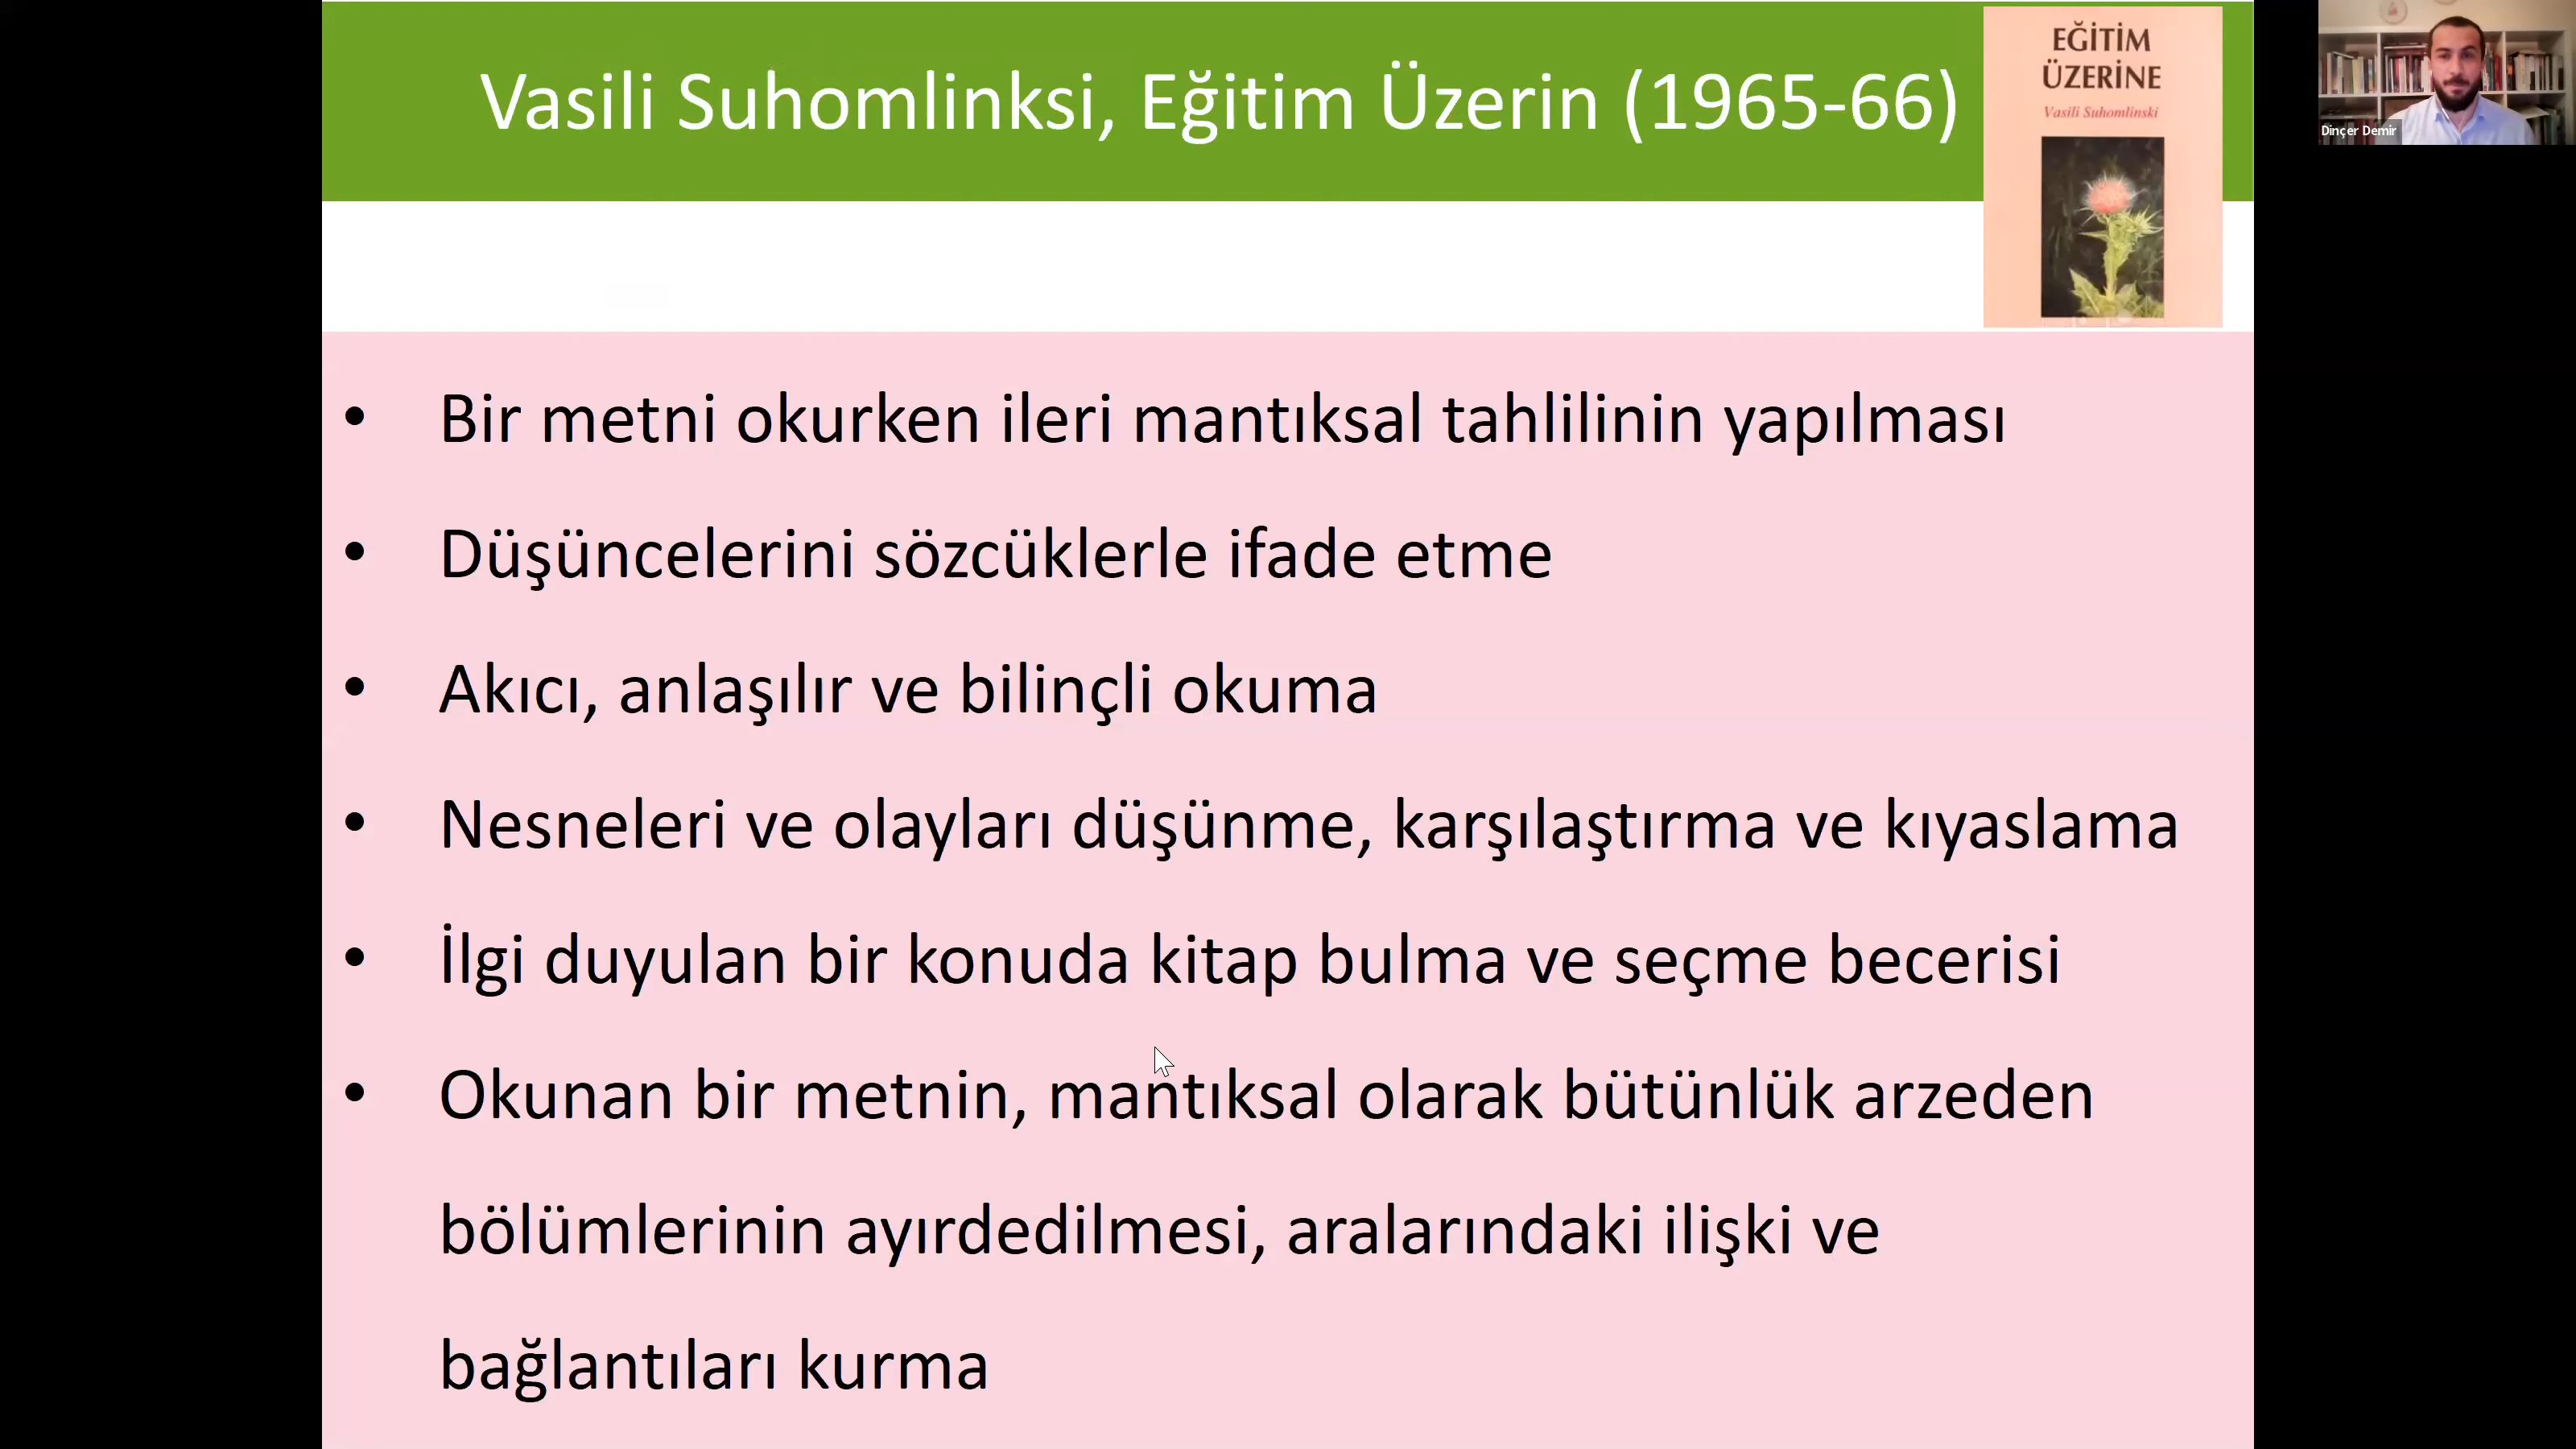 Vasili Suhomlinksi, Eğitim Üzerin (1965-66)
EĞİTİM
ÜZERİNE
Vasili Suhomlinski
Dinçer Demir
• Bir metni okurken ileri mantıksal tahlilinin yapılması
• Düşüncelerini sözcüklerle ifade etme
• Akıcı, anlaşılır ve bilinçli okuma
• Nesneleri ve olayları düşünme, karşılaştırma ve kıyaslama
• İlgi duyulan bir konuda kitap bulma ve seçme becerisi
• Okunan bir metnin, mantıksal olarak bütünlük arzeden
bölümlerinin ayırdedilmesi, aralarındaki ilişki ve
bağlantıları kurma